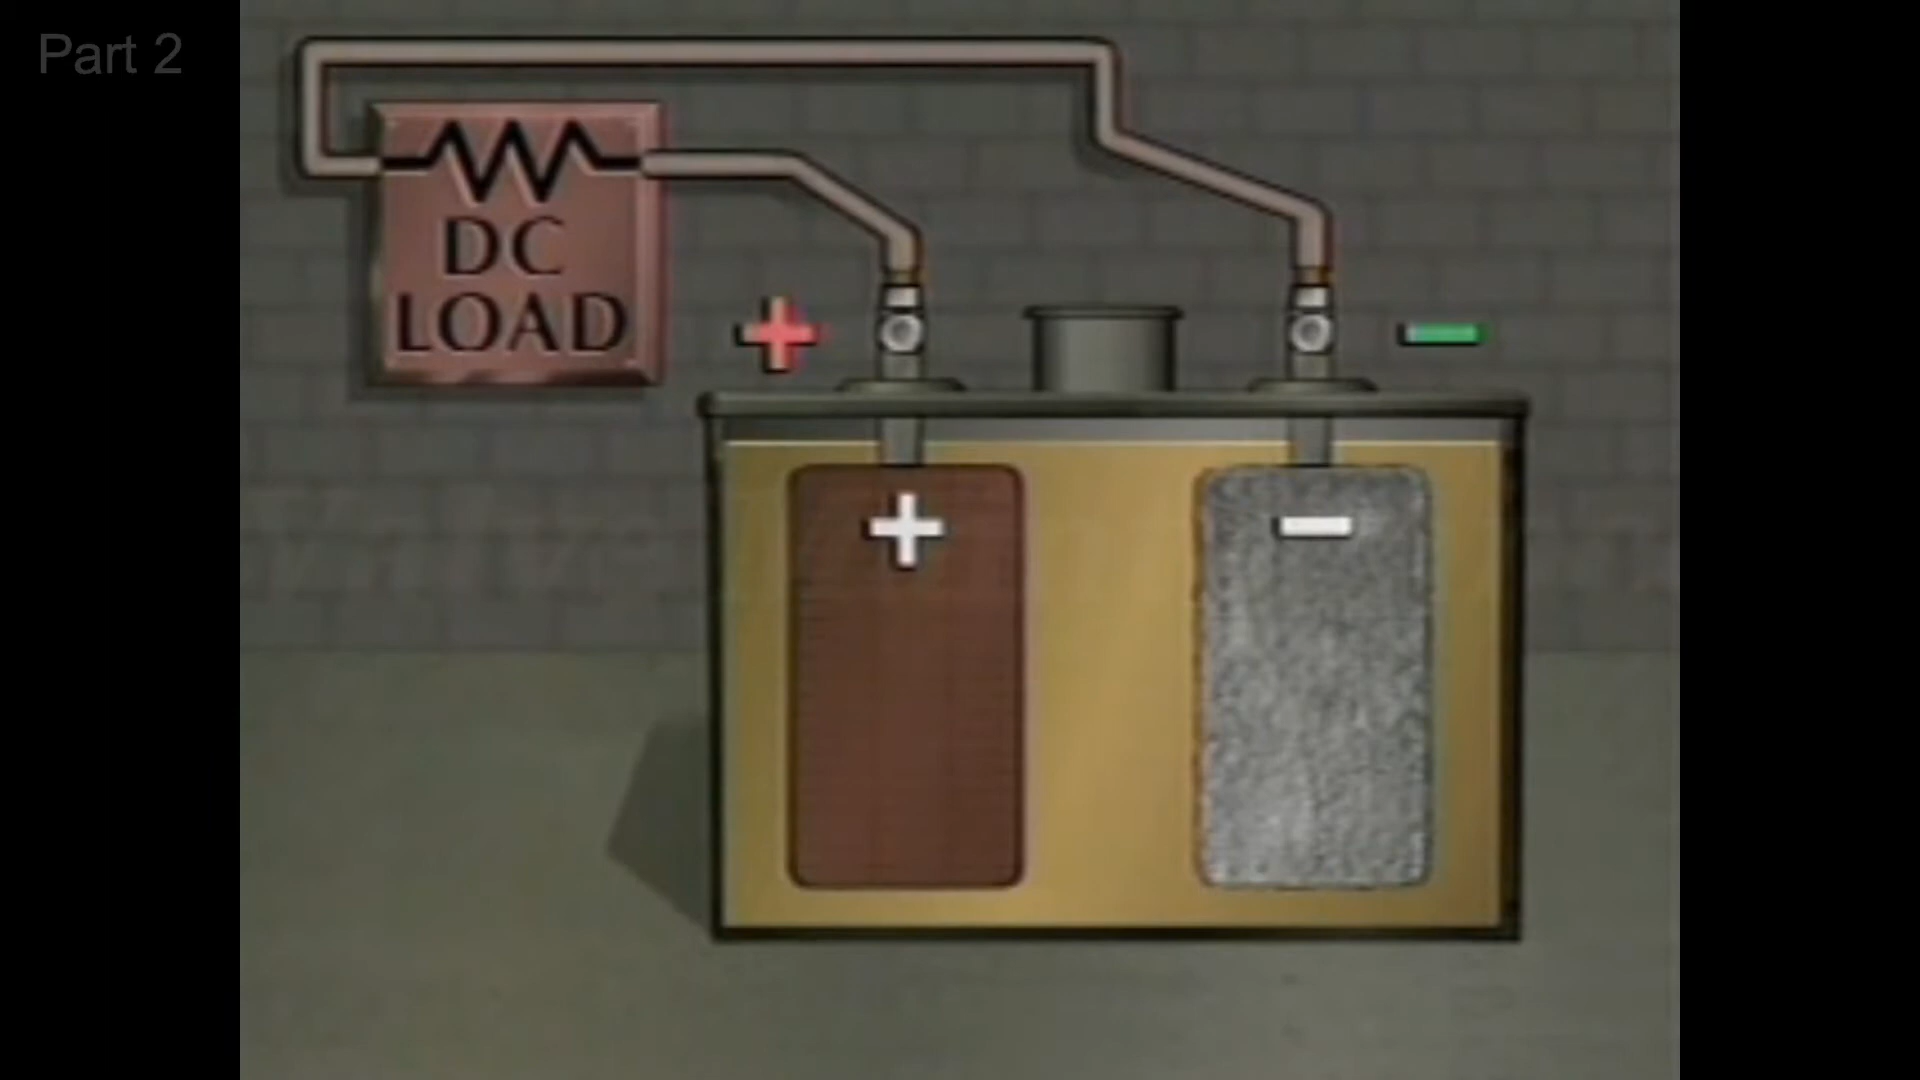 Part 2
DC
LOAD
+ -
+ -